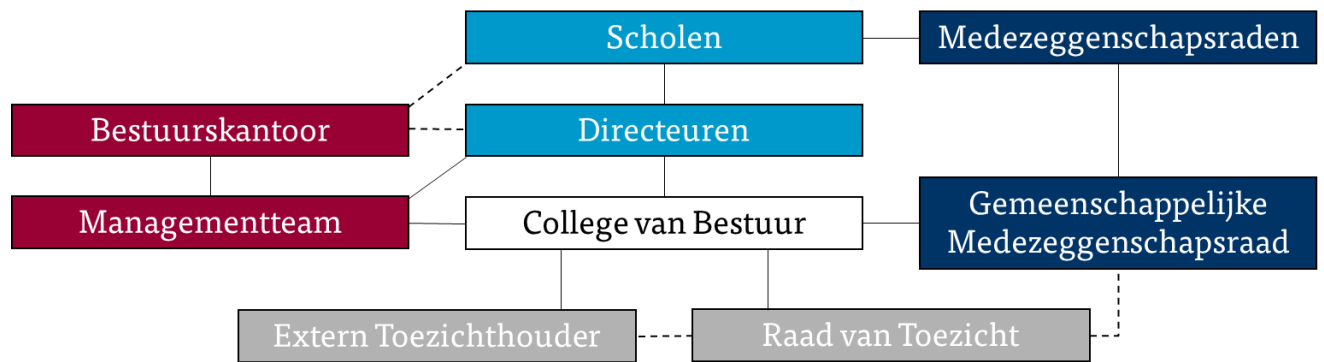 Scholen
Medezeggenschapsraden
Bestuurskantoor
Directeuren
Managementteam
College van Bestuur
Gemeenschappelijke
Medezeggenschapsraad
Extern Toezichthouder
Raad van Toezicht